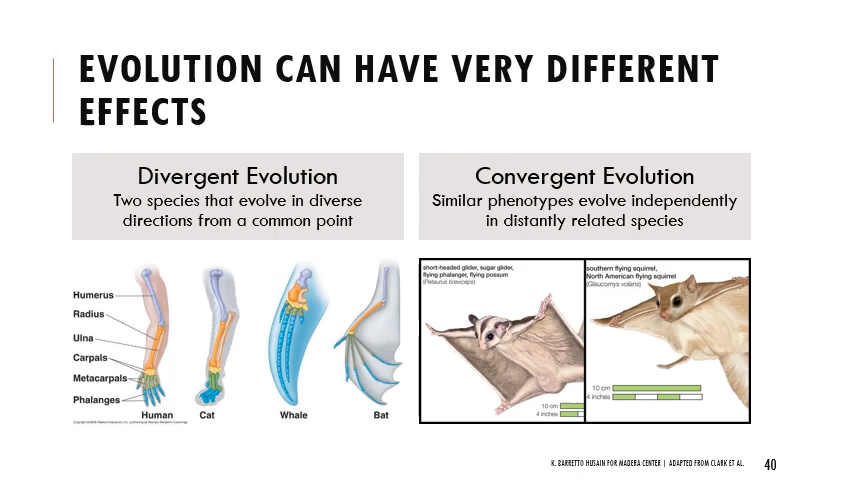 EVOLUTION CAN HAVE VERY DIFFERENT
EFFECTS
Divergent Evolution
Two species that evolve in diverse
directions from a common point
Convergent Evolution
Similar phenotypes evolve independently
in distantly related species
Humerus
Radius
Ulna
Carpals
Metacarpals
Phalanges
Human
Cat
Whale
Bat
short-headed glider, sugar glider,
flying phalanger, flying possum
(Petaurus breviceps)
10 cm
4 inches
southern flying squirrel,
North American flying squirrel
(Glaucomys volans)
10 cm
4 inches
K. BARRETTO HUSAIN FOR MADERA CENTER | ADAPTED FROM CLARK ET AL.
40